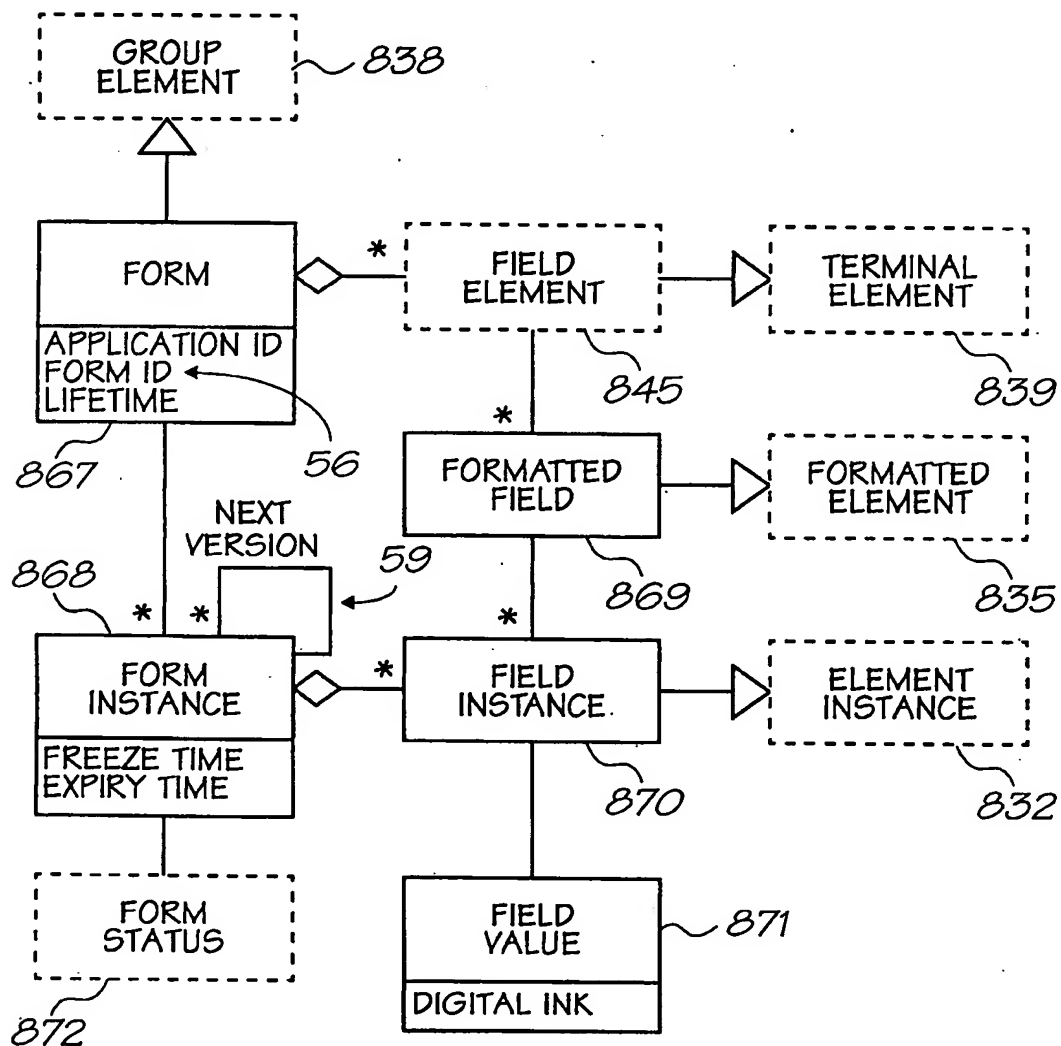 GROUP
ELEMENT
838
FORM
*
FIELD
ELEMENT
TERMINAL
ELEMENT
APPLICATION ID
FORM ID
LIFETIME
845
839
867
56
*
FORMATTED
FIELD
FORMATTED
ELEMENT
NEXT
VERSION
59
868
869
835
*
*
*
FORM
INSTANCE
*
FIELD
INSTANCE
ELEMENT
INSTANCE
FREEZE TIME
EXPIRY TIME
870
832
FORM
STATUS
FIELD
VALUE
871
DIGITAL INK
872